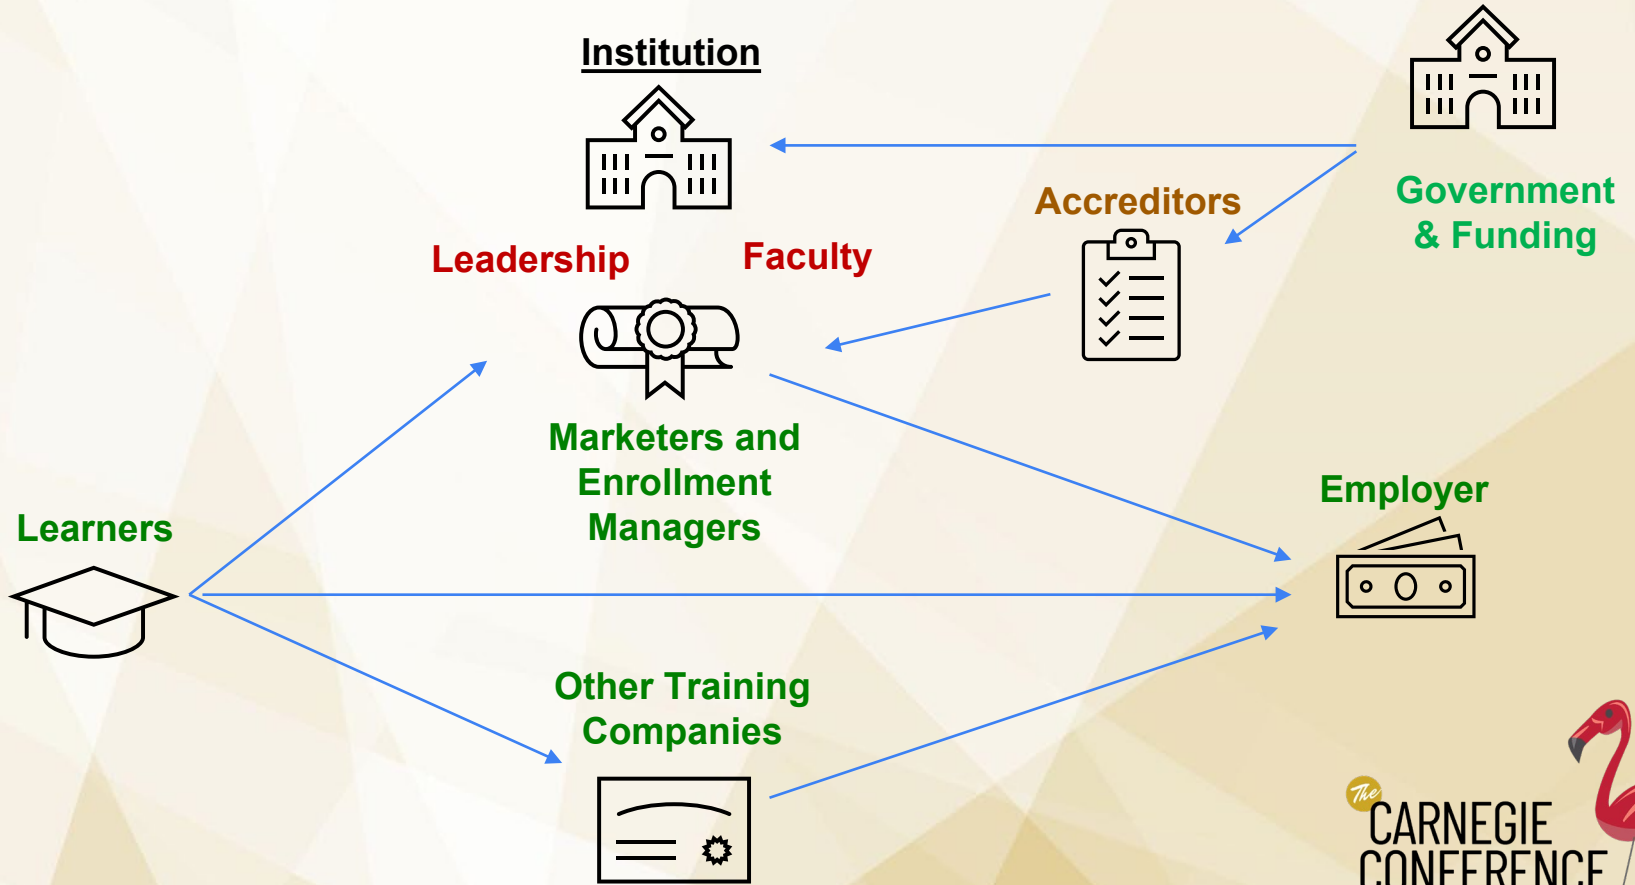 Institution
Government
& Funding
Accreditors
Leadership
Faculty
Marketers and
Enrollment
Managers
Learners
Employer
Other Training
Companies
The
CARNEGIE
CONFERENCE